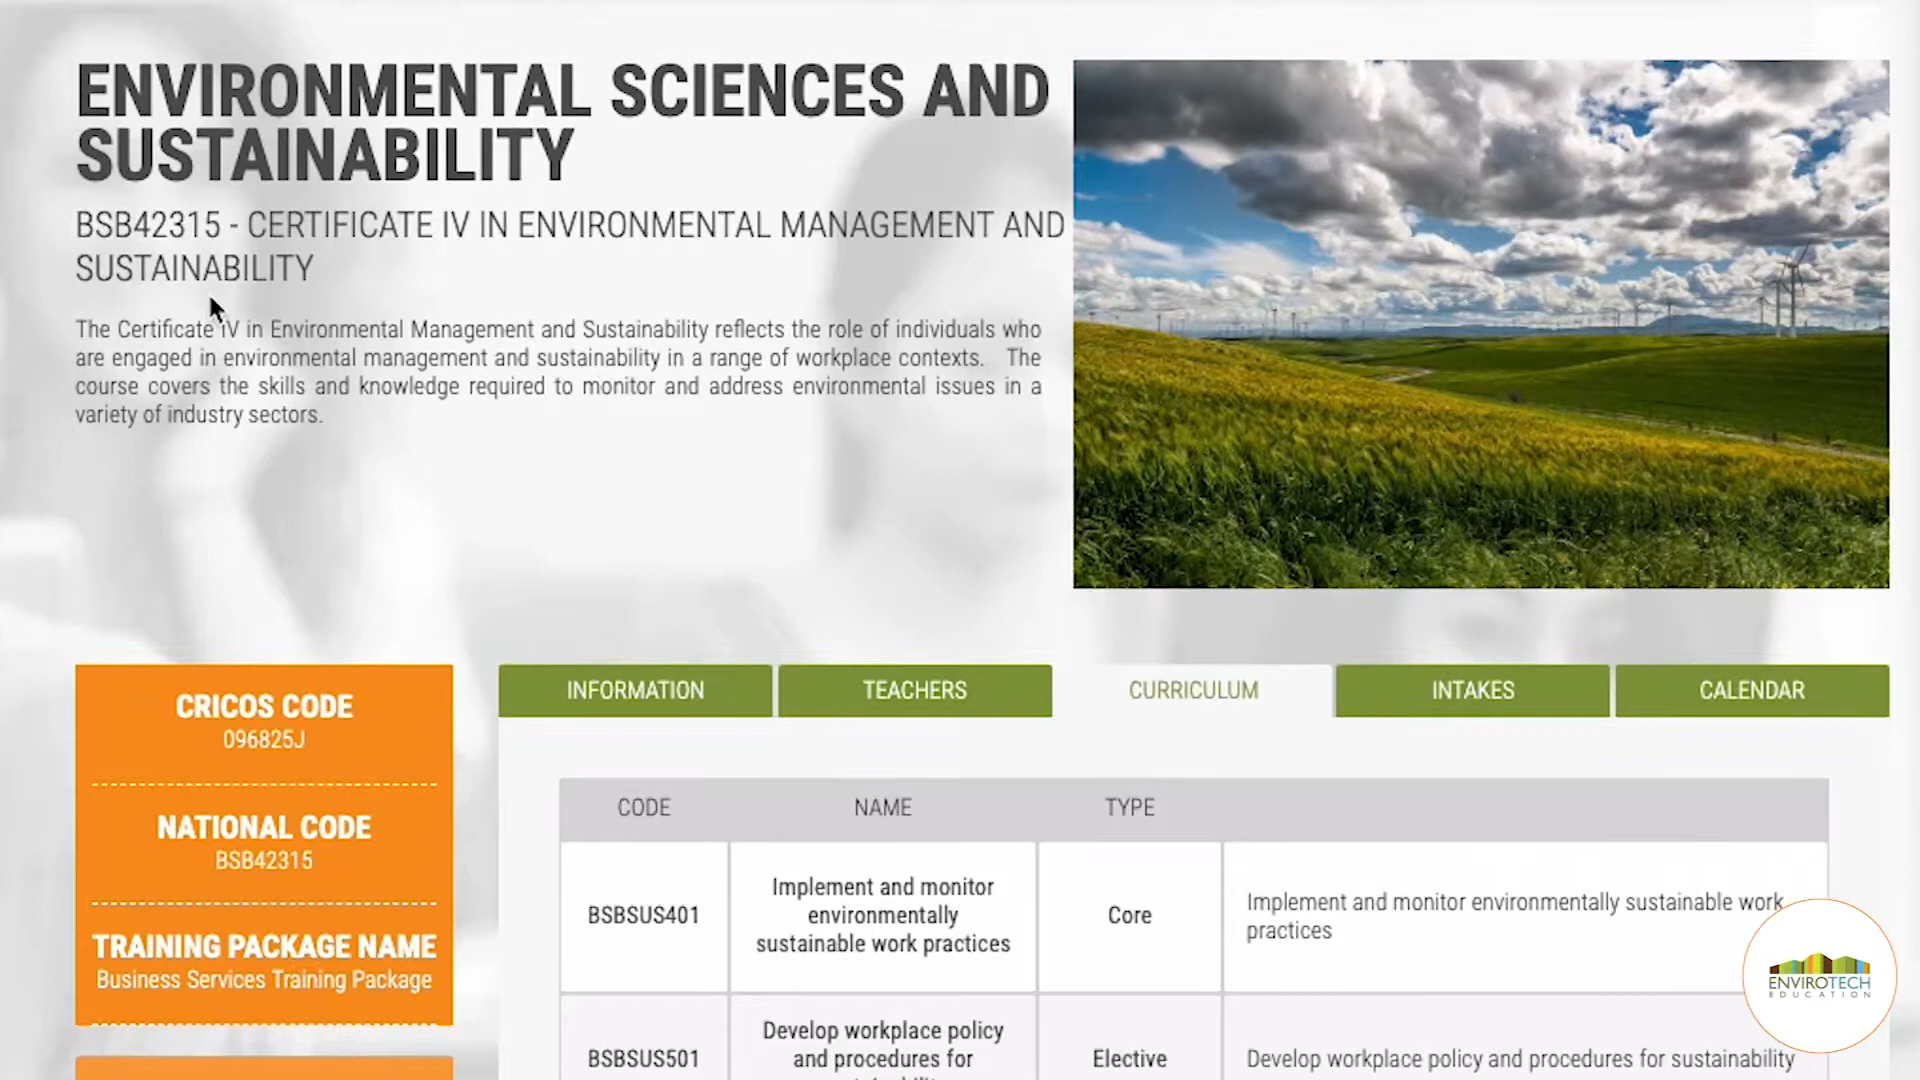 ENVIRONMENTAL SCIENCES AND
SUSTAINABILITY
BSB42315 - CERTIFICATE IV IN ENVIRONMENTAL MANAGEMENT AND
SUSTAINABILITY
The Certificate IV in Environmental Management and Sustainability reflects the role of individuals who
are engaged in environmental management and sustainability in a range of workplace contexts. The
course covers the skills and knowledge required to monitor and address environmental issues in a
variety of industry sectors.
CRICOS CODE
096825J
NATIONAL CODE
BSB42315
TRAINING PACKAGE NAME
Business Services Training Package
INFORMATION
TEACHERS
CURRICULUM
INTAKES
CALENDAR
CODE
NAME
TYPE
BSBSUS401
Implement and monitor
environmentally
sustainable work practices
Core
Implement and monitor environmentally sustainable work
practices
BSBSUS501
Develop workplace policy
and procedures for
Elective
Develop workplace policy and procedures for sustainability
ENVIROTECH
EDUCATION